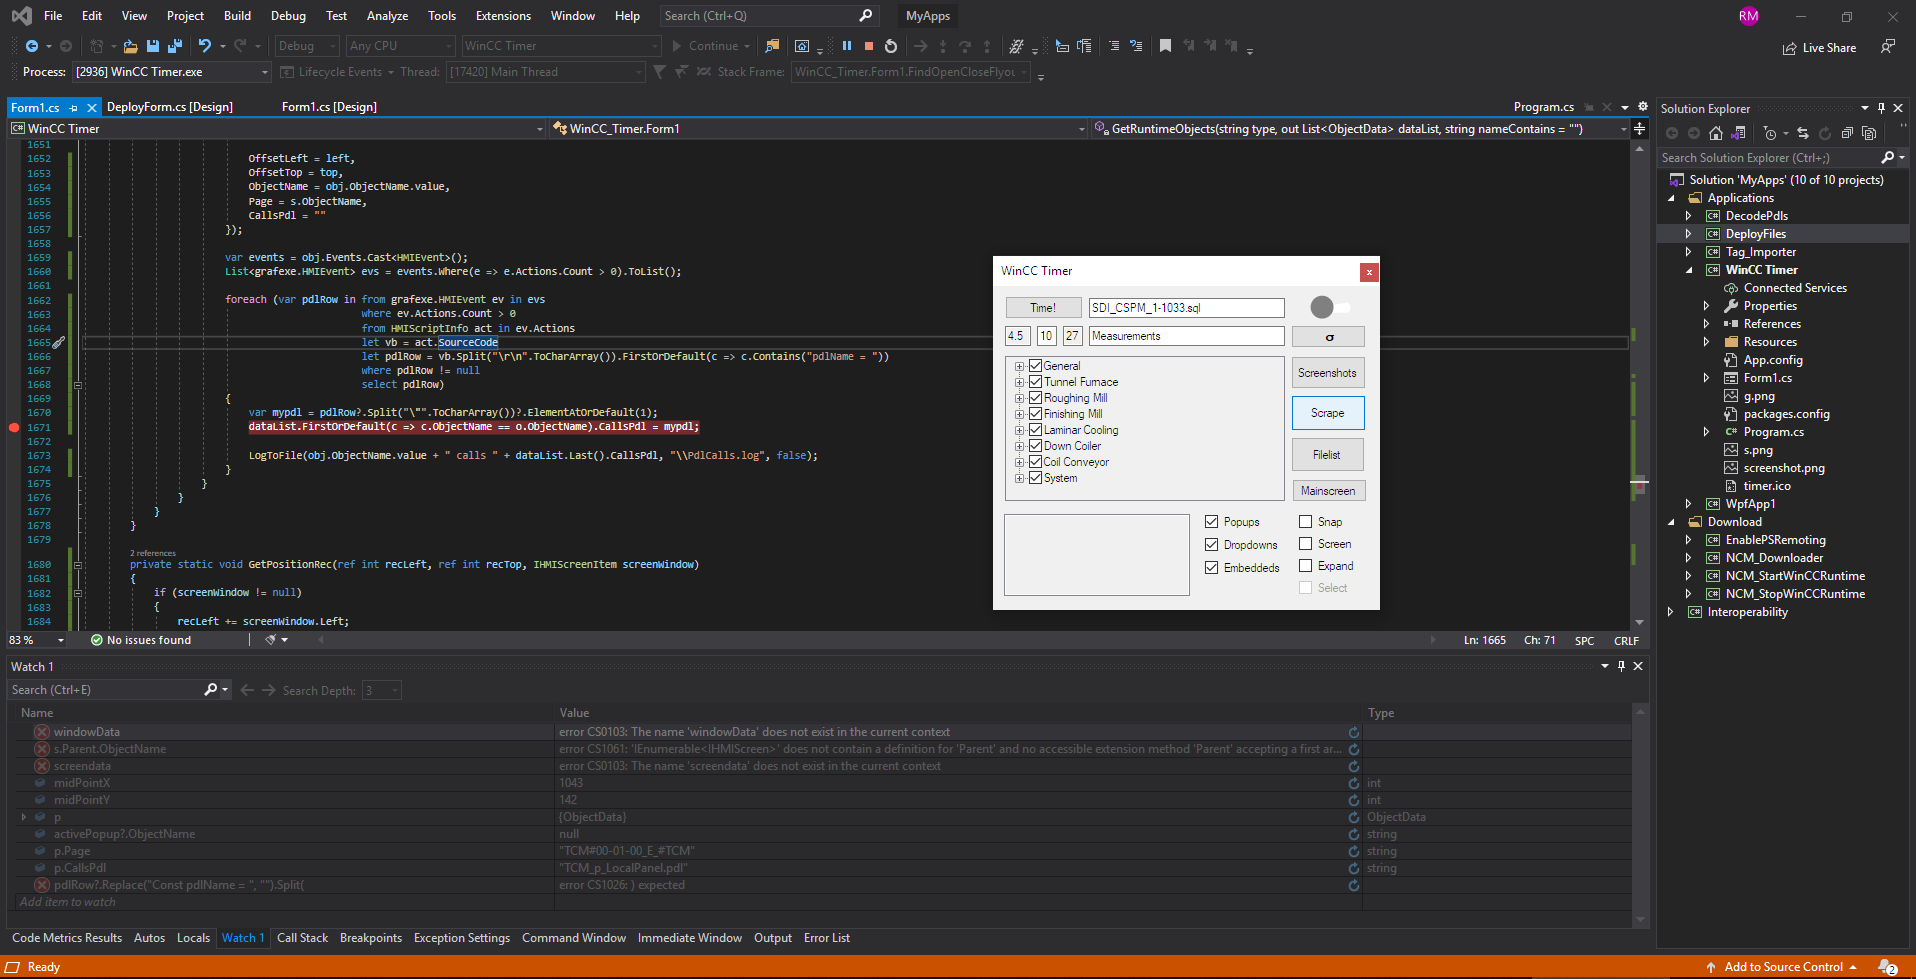 File Edit View Project Build Debug Test Analyze Tools Extensions Window Help Search (Ctrl+Q) MyApps RM
Debug Any CPU WinCC Timer Continue Live Share
Process: [2936] WinCC Timer.exe Lifecycle Events Thread: [17420] Main Thread Stack Frame: WinCC_Timer.Form1.FindOpenCloseFlyou
Form1.cs DeployForm.cs [Design] Form1.cs [Design] Program.cs
WinCC Timer WinCC_Timer.Form1 GetRuntimeObjects(string type, out List<ObjectData> dataList, string nameContains = "")
1651
1652 OffsetLeft = left,
1653 OffsetTop = top,
1654 ObjectName = obj.ObjectName.value,
1655 Page = s.ObjectName,
1656 CallsPdl = ""
1657 });
1658
1659 var events = obj.Events.Cast<HMIEvent>();
1660 List<grafexe.HMIEvent> evs = events.Where(e => e.Actions.Count > 0).ToList();
1661
1662 foreach (var pdlRow in from grafexe.HMIEvent ev in evs
1663 where ev.Actions.Count > 0
1664 from HMIScriptInfo act in ev.Actions
1665 let vb = act.SourceCode
1666 let pdlRow = vb.Split("\r\n".ToCharArray()).FirstOrDefault(c => c.Contains("pdlName = "))
1667 where pdlRow != null
1668 select pdlRow)
1669 {
1670 var mypdl = pdlRow?.Split("\"".ToCharArray())?.ElementAtOrDefault(1);
1671 dataList.FirstOrDefault(c => c.ObjectName == o.ObjectName).CallsPdl = mypdl;
1672
1673 LogToFile(obj.ObjectName.value + " calls " + dataList.Last().CallsPdl, "\\PdlCalls.log", false);
1674 }
1675 }
1676 }
1677 }
1678 }
1679
2 references
1680 private static void GetPositionRec(ref int recLeft, ref int recTop, IHMIScreenItem screenWindow)
1681 {
1682 if (screenWindow != null)
1683 {
1684 recLeft += screenWindow.Left;
83 % No issues found Ln: 1665 Ch: 71 SPC CRLF
WinCC Timer x
Time! SDI_CSPM_1-1033.sql
4.5 10 27 Measurements σ
General
Tunnel Furnace
Roughing Mill
Finishing Mill
Laminar Cooling
Down Coiler
Coil Conveyor
System
Screenshots
Scrape
Filelist
Mainscreen
Popups Snap
Dropdowns Screen
Embeddeds Expand
Select
Solution Explorer
Search Solution Explorer (Ctrl+;)
Solution 'MyApps' (10 of 10 projects)
Applications
DecodePdls
DeployFiles
Tag_Importer
WinCC Timer
Connected Services
Properties
References
Resources
App.config
Form1.cs
g.png
packages.config
Program.cs
s.png
screenshot.png
timer.ico
WpfApp1
Download
EnablePSRemoting
NCM_Downloader
NCM_StartWinCCRuntime
NCM_StopWinCCRuntime
Interoperability
Watch 1
Search (Ctrl+E) Search Depth: 3
Name Value Type
windowData error CS0103: The name 'windowData' does not exist in the current context
s.Parent.ObjectName error CS1061: 'IEnumerable<IHMIScreen>' does not contain a definition for 'Parent' and no accessible extension method 'Parent' accepting a first ar...
screendata error CS0103: The name 'screendata' does not exist in the current context
midPointX 1043 int
midPointY 142 int
p {ObjectData} ObjectData
activePopup?.ObjectName null string
p.Page "TCM#00-01-00_E_#TCM" string
p.CallsPdl "TCM_p_LocalPanel.pdl" string
pdlRow?.Replace("Const pdlName = ", "").Split( error CS1026: ) expected
Add item to watch
Code Metrics Results Autos Locals Watch 1 Call Stack Breakpoints Exception Settings Command Window Immediate Window Output Error List
Ready Add to Source Control 2